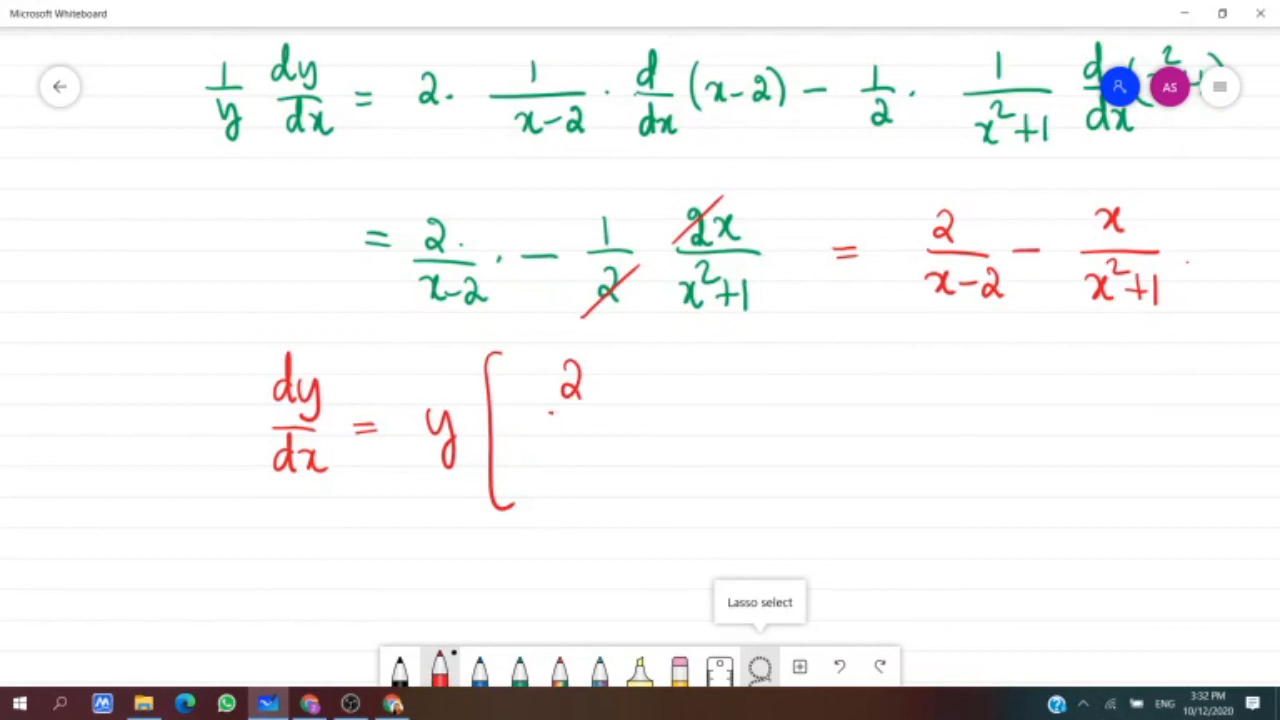 Microsoft Whiteboard
1/y dy/dx = 2 · 1/(x-2) · d/dx (x-2) - 1/2 · 1/(x²+1) d/dx
AS
= 2/(x-2) · - 1/2 2x/(x²+1) = 2/(x-2) - x/(x²+1)
dy/dx = y [ 2
Lasso select
ENG
3:32 PM
10/12/2020